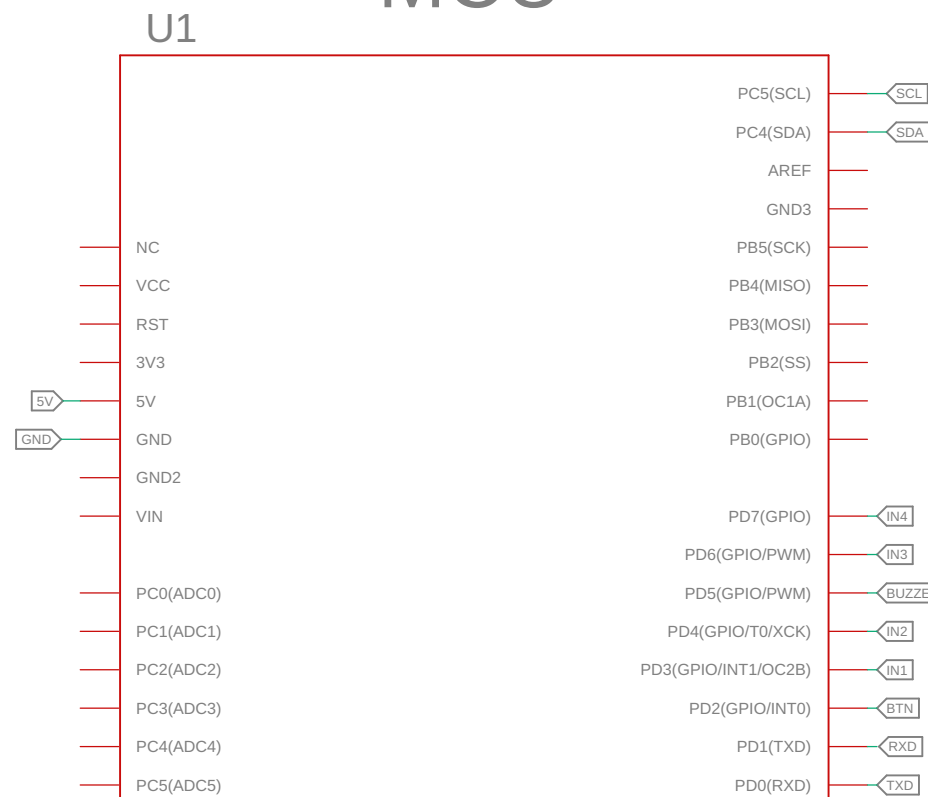 MCU
U1
PC5(SCL) SCL
PC4(SDA) SDA
AREF
GND3
NC PB5(SCK)
VCC PB4(MISO)
RST PB3(MOSI)
3V3 PB2(SS)
5V 5V PB1(OC1A)
GND GND PB0(GPIO)
GND2
VIN PD7(GPIO) IN4
PD6(GPIO/PWM) IN3
PC0(ADC0) PD5(GPIO/PWM) BUZZE
PC1(ADC1) PD4(GPIO/T0/XCK) IN2
PC2(ADC2) PD3(GPIO/INT1/OC2B) IN1
PC3(ADC3) PD2(GPIO/INT0) BTN
PC4(ADC4) PD1(TXD) RXD
PC5(ADC5) PD0(RXD) TXD